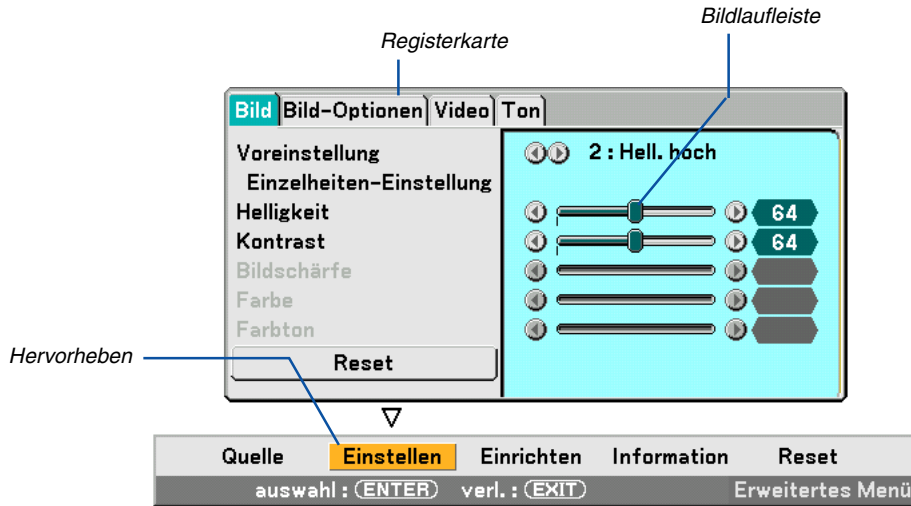 Bildlaufleiste
Registerkarte
Bild Bild-Optionen Video Ton
Voreinstellung 2 : Hell. hoch
Einzelheiten-Einstellung
Helligkeit 64
Kontrast 64
Bildschärfe
Farbe
Farbton
Hervorheben
Reset
Quelle Einstellen Einrichten Information Reset
auswahl : ENTER verl. : EXIT Erweitertes Menü